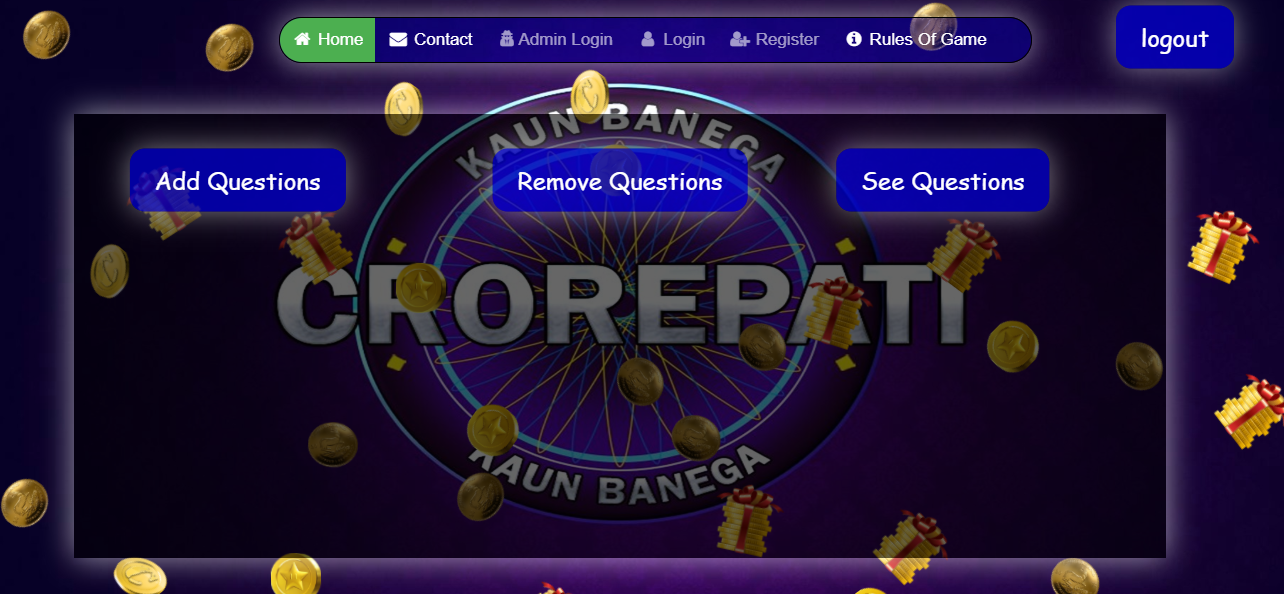 Home Contact Admin Login Login Register Rules Of Game
logout
KAUN BANEGA
Add Questions Remove Questions See Questions
CROREPATI
KAUN BANEGA